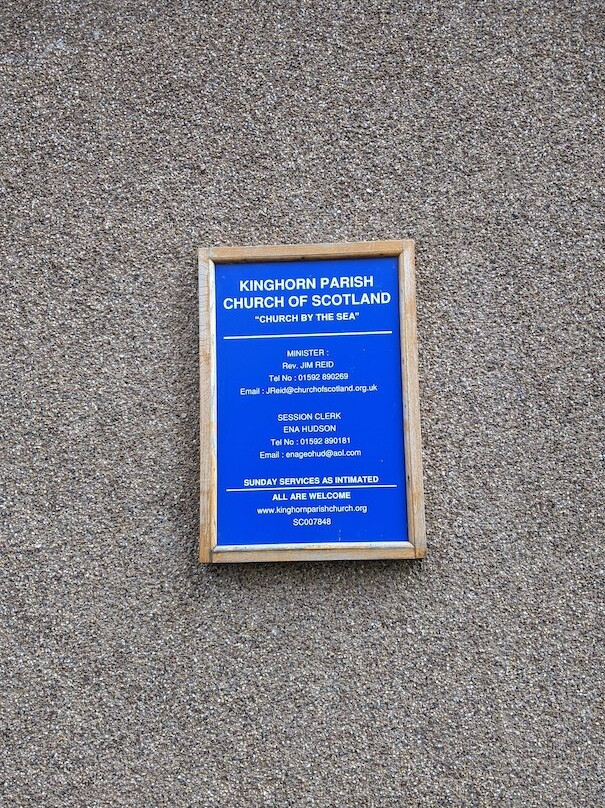 KINGHORN PARISH
CHURCH OF SCOTLAND
"CHURCH BY THE SEA"
MINISTER :
Rev. JIM REID
Tel No : 01592 890269
Email : JReid@churchofscotland.org.uk
SESSION CLERK
ENA HUDSON
Tel No : 01592 890181
Email : enageohud@aol.com
SUNDAY SERVICES AS INTIMATED
ALL ARE WELCOME
www.kinghornparishchurch.org
SC007848